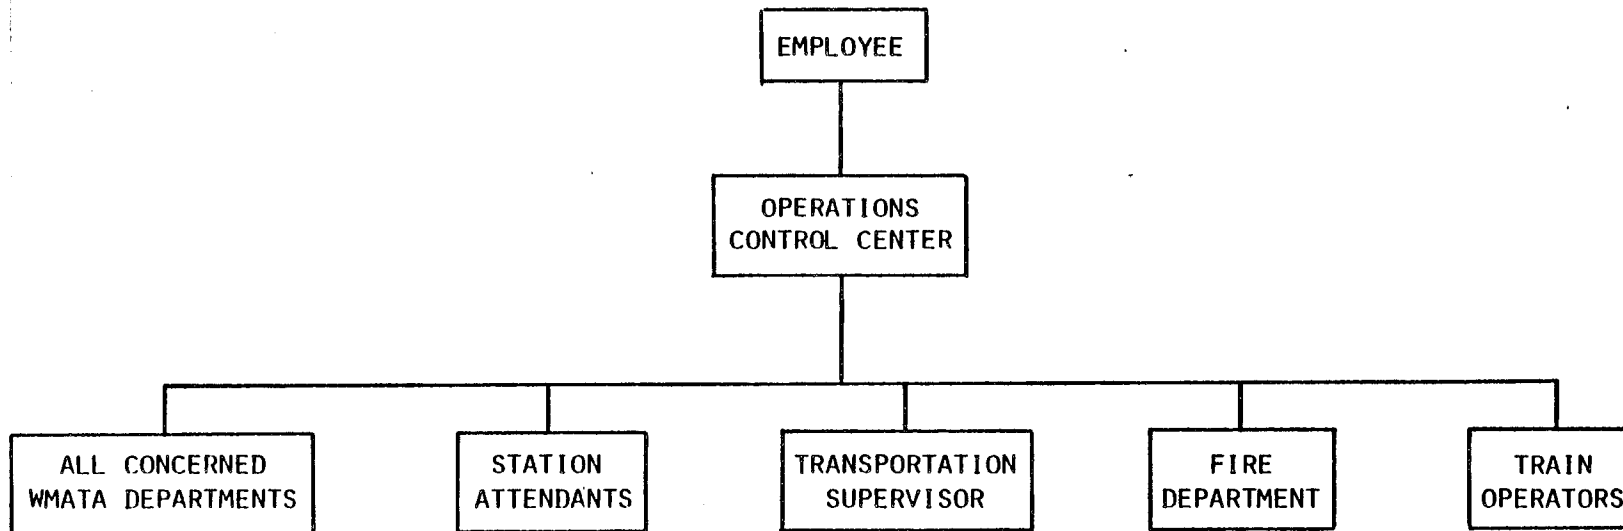 EMPLOYEE
OPERATIONS
CONTROL CENTER
ALL CONCERNED
WMATA DEPARTMENTS
STATION
ATTENDANTS
TRANSPORTATION
SUPERVISOR
FIRE
DEPARTMENT
TRAIN
OPERATORS